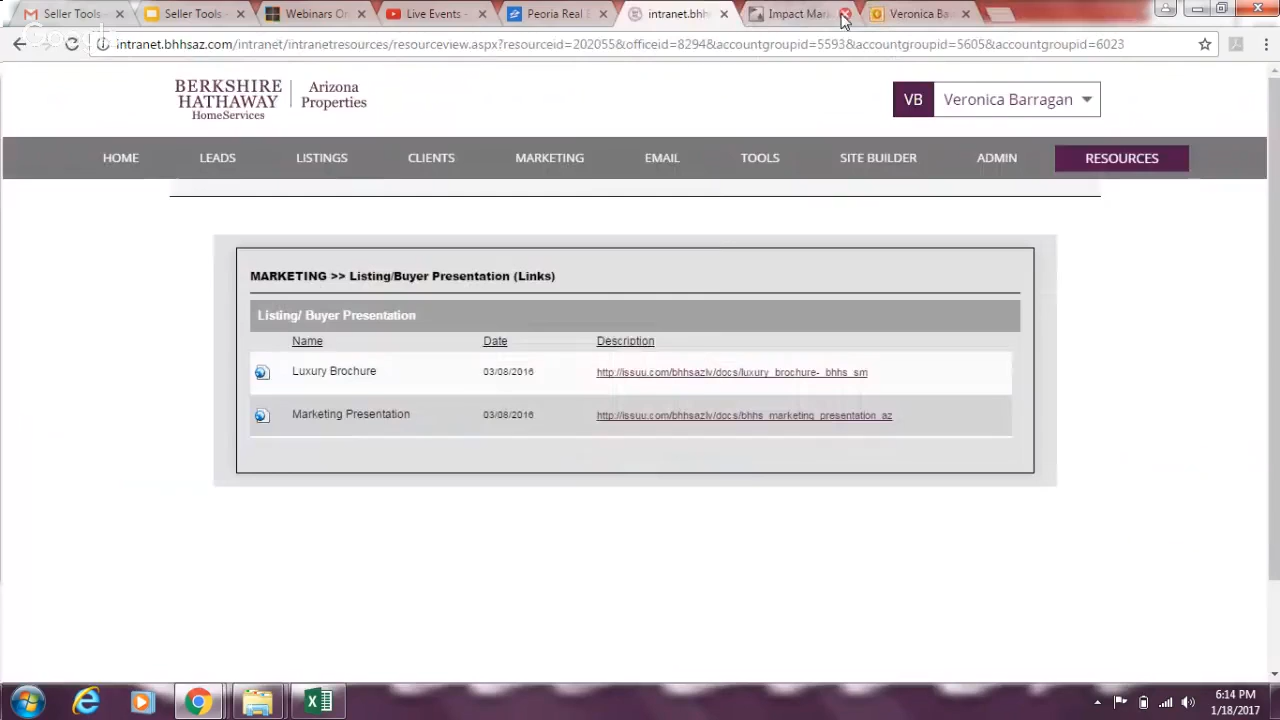 Seller Tools
Seller Tools -
Webinars On
Live Events -
Peoria Real E
intranet.bhh
Impact Mark
Veronica Ba
intranet.bhhsaz.com/intranet/intranetresources/resourceview.aspx?resourceid=202055&officeid=8294&accountgroupid=5593&accountgroupid=5605&accountgroupid=6023
BERKSHIRE
HATHAWAY
HomeServices
Arizona
Properties
VB Veronica Barragan
HOME LEADS LISTINGS CLIENTS MARKETING EMAIL TOOLS SITE BUILDER ADMIN RESOURCES
MARKETING >> Listing/Buyer Presentation (Links)
Listing/ Buyer Presentation
Name Date Description
Luxury Brochure 03/08/2016 http://issuu.com/bhhsazlv/docs/luxury_brochure-_bhhs_sm
Marketing Presentation 03/08/2016 http://issuu.com/bhhsazlv/docs/bhhs_marketing_presentation_az
6:14 PM
1/18/2017